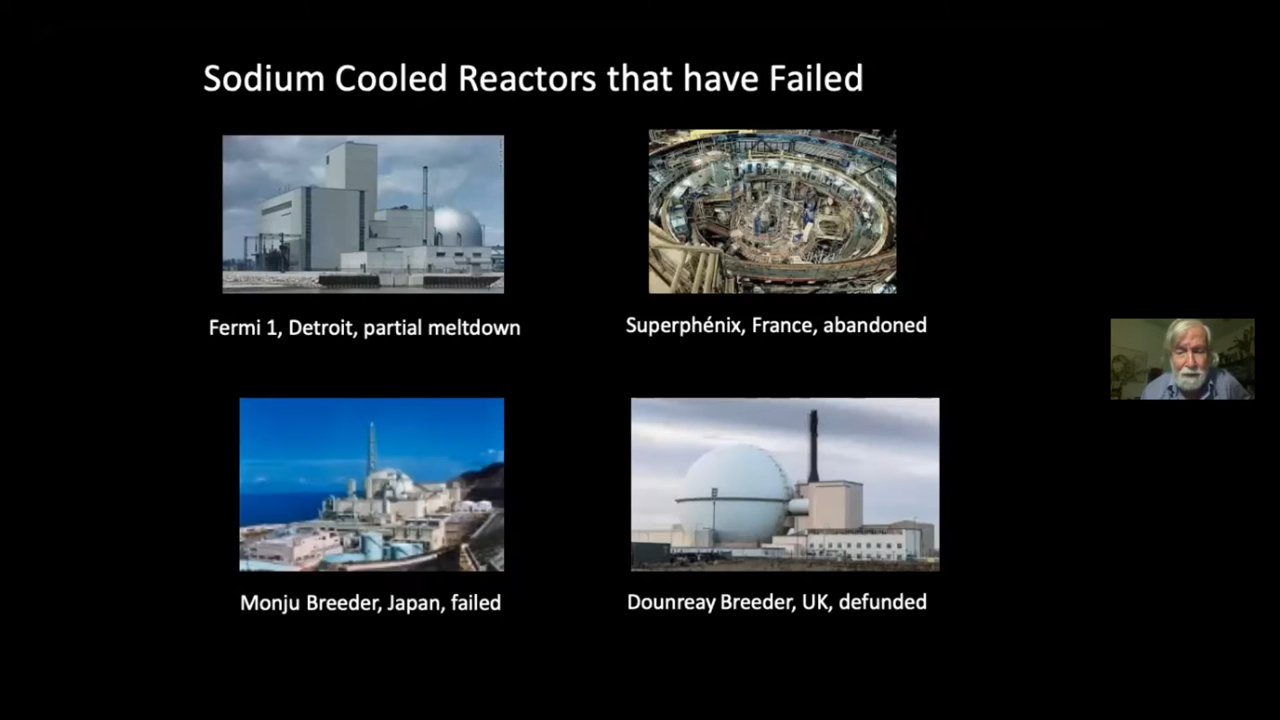 Sodium Cooled Reactors that have Failed
Fermi 1, Detroit, partial meltdown
Superphénix, France, abandoned
Monju Breeder, Japan, failed
Dounreay Breeder, UK, defunded